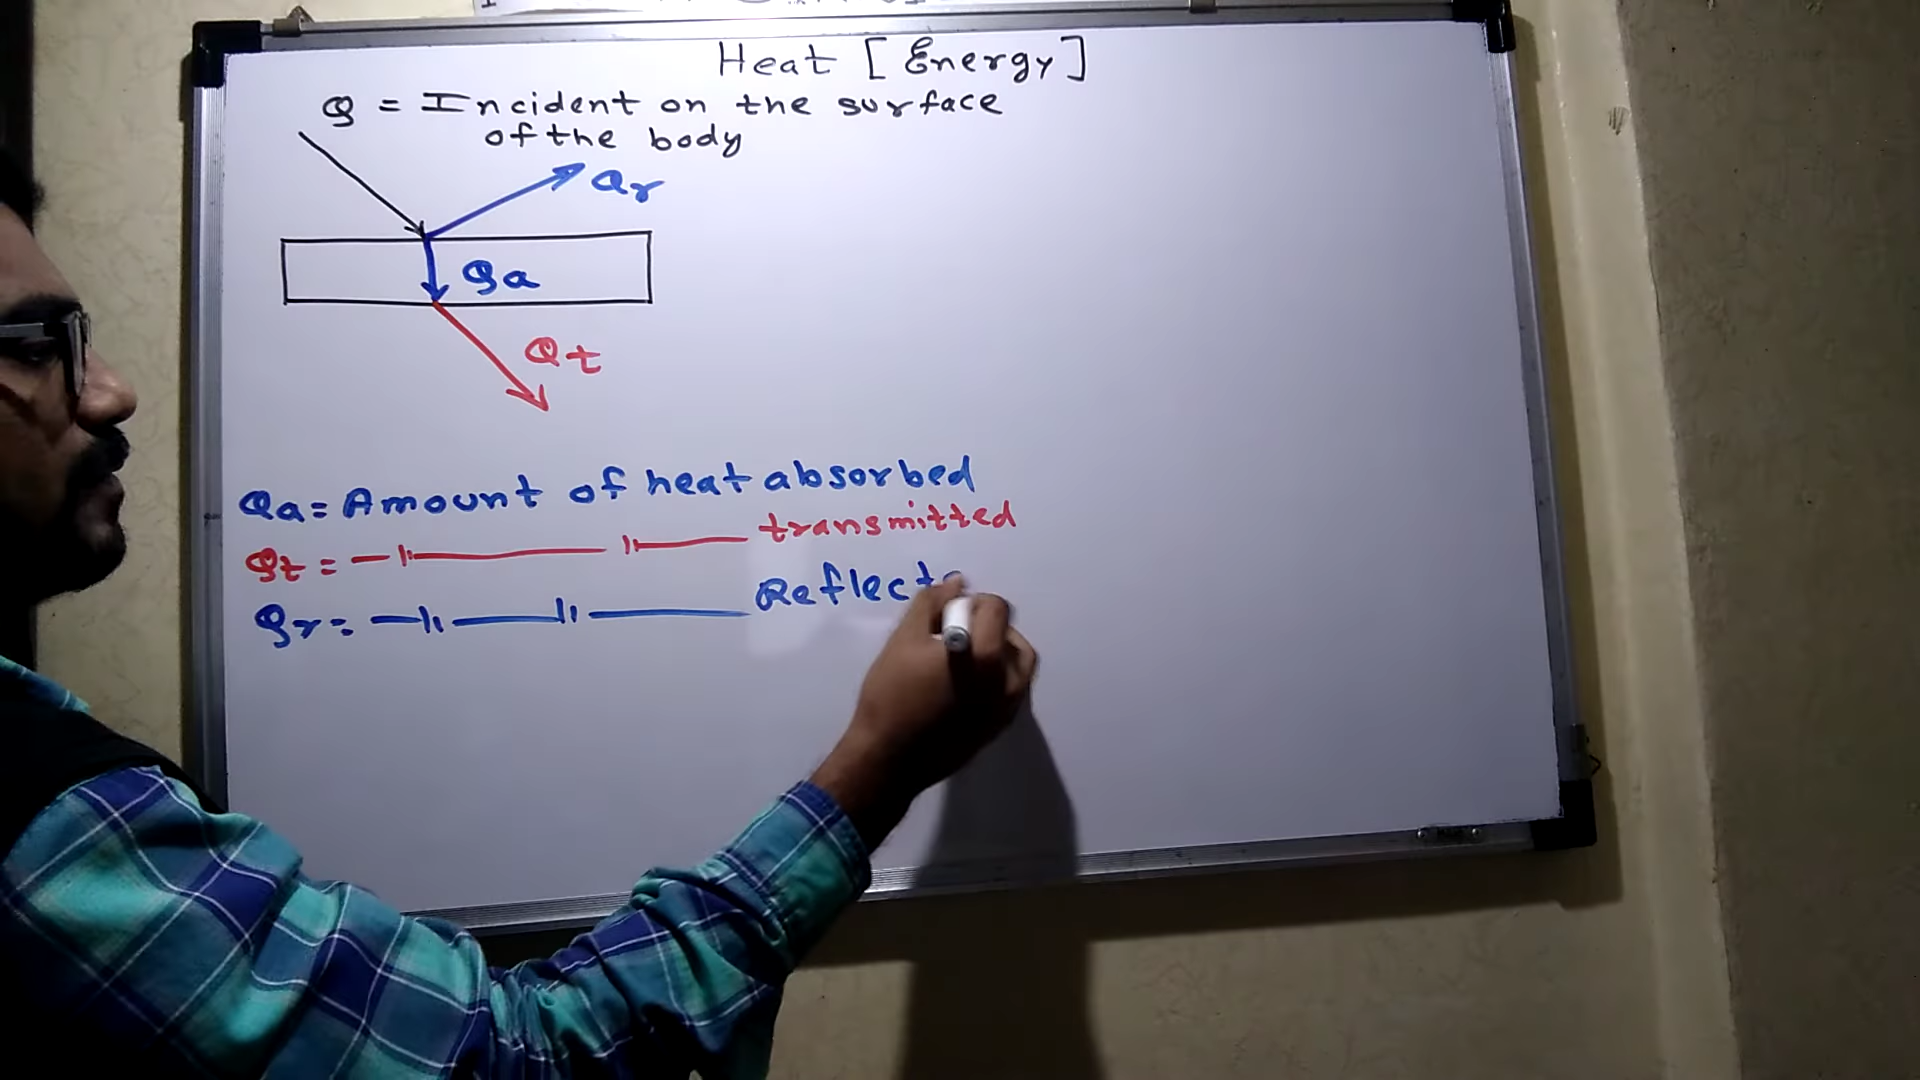 Heat [Energy]
Q = Incident on the surface
of the body
Qr
Qa
Qt
Qa = Amount of heat absorbed
Qt = —〃— 〃— transmitted
Qr = —〃— 〃— Reflecte